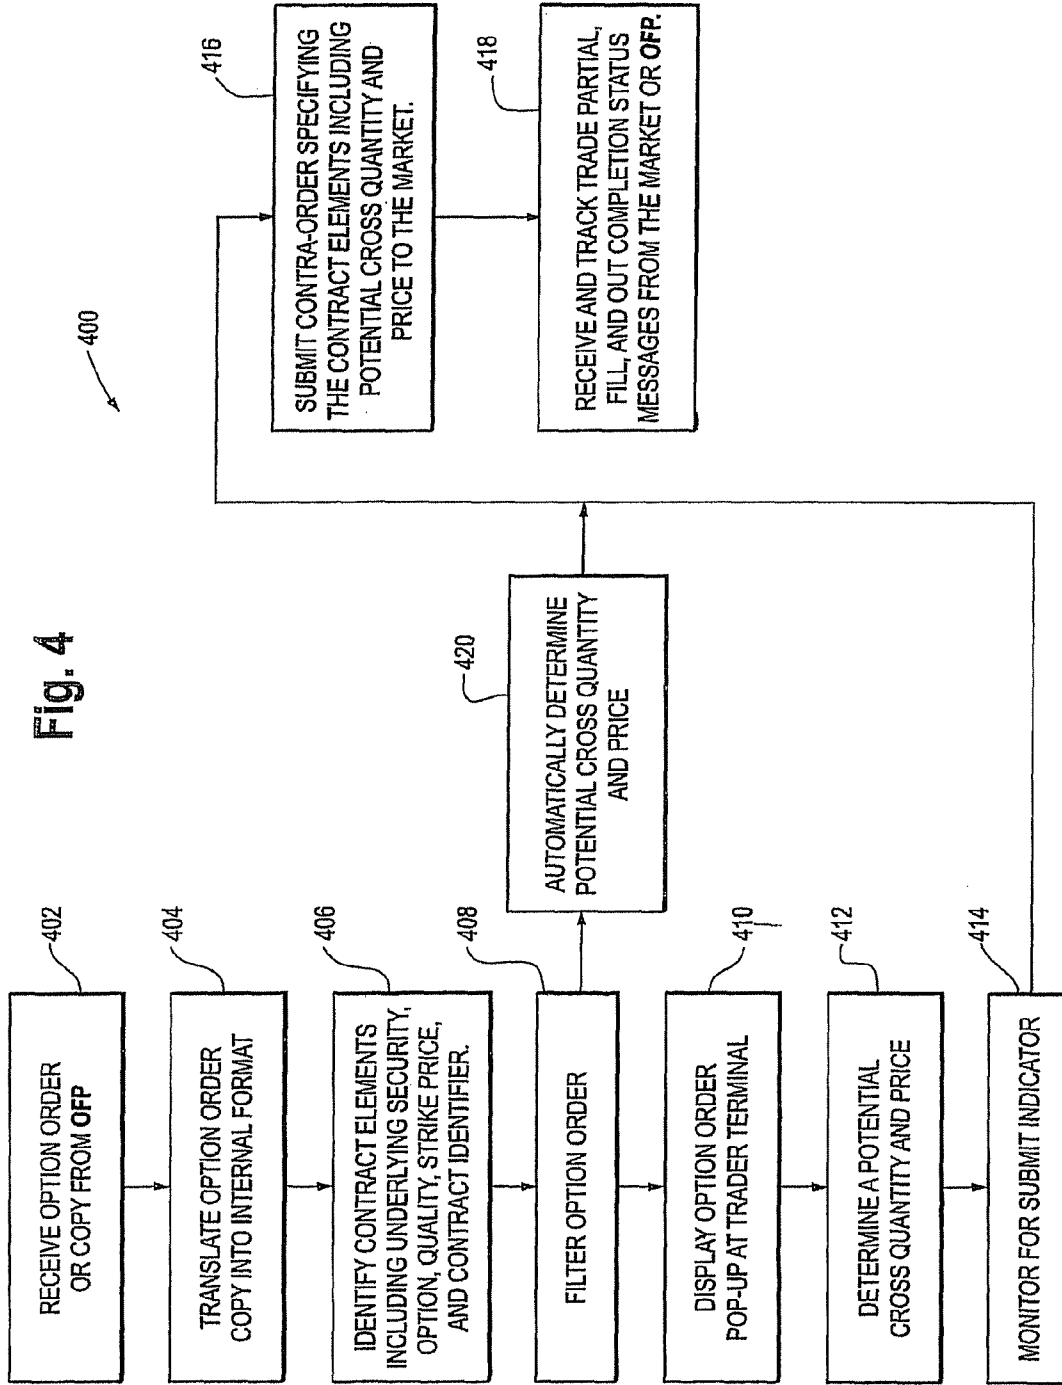 Fig. 4
400
RECEIVE OPTION ORDER
OR COPY FROM OFP
402
TRANSLATE OPTION ORDER
COPY INTO INTERNAL FORMAT
404
IDENTIFY CONTRACT ELEMENTS
INCLUDING UNDERLYING SECURITY,
OPTION, QUALITY, STRIKE PRICE,
AND CONTRACT IDENTIFIER.
406
FILTER OPTION ORDER
408
DISPLAY OPTION ORDER
POP-UP AT TRADER TERMINAL
410
DETERMINE A POTENTIAL
CROSS QUANTITY AND PRICE
412
MONITOR FOR SUBMIT INDICATOR
414
AUTOMATICALLY DETERMINE
POTENTIAL CROSS QUANTITY
AND PRICE
420
SUBMIT CONTRA-ORDER SPECIFYING
THE CONTRACT ELEMENTS INCLUDING
POTENTIAL CROSS QUANTITY AND
PRICE TO THE MARKET.
416
RECEIVE AND TRACK TRADE PARTIAL,
FILL, AND OUT COMPLETION STATUS
MESSAGES FROM THE MARKET OR OFP.
418